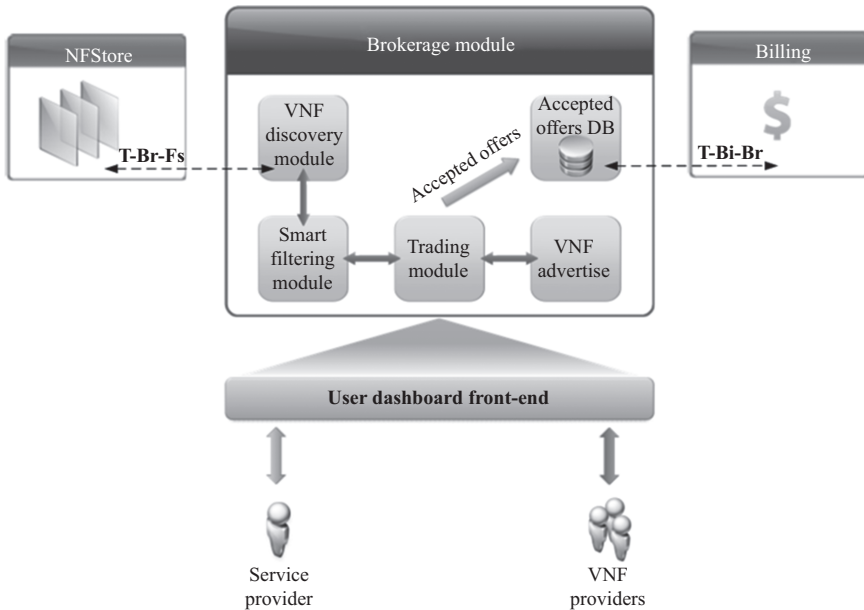 NFStore
Brokerage module
Billing
VNF
discovery
module
Accepted
offers DB
$
T-Br-Fs
T-Bi-Br
Accepted offers
Smart
filtering
module
Trading
module
VNF
advertise
User dashboard front-end
Service
provider
VNF
providers